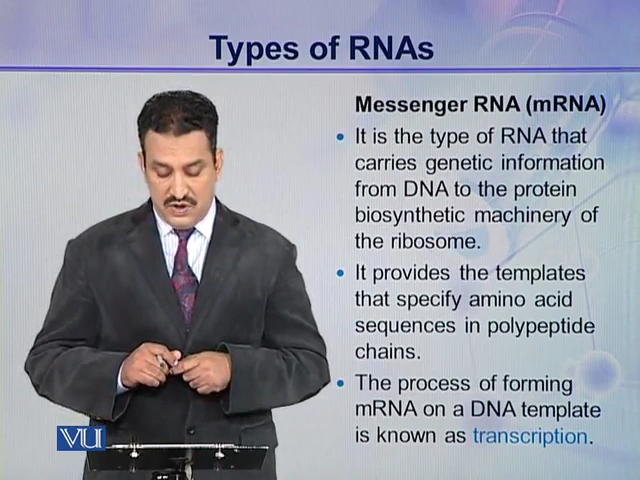 Types of RNAs
Messenger RNA (mRNA)
• It is the type of RNA that
carries genetic information
from DNA to the protein
biosynthetic machinery of
the ribosome.
• It provides the templates
that specify amino acid
sequences in polypeptide
chains.
• The process of forming
mRNA on a DNA template
is known as transcription.
VU